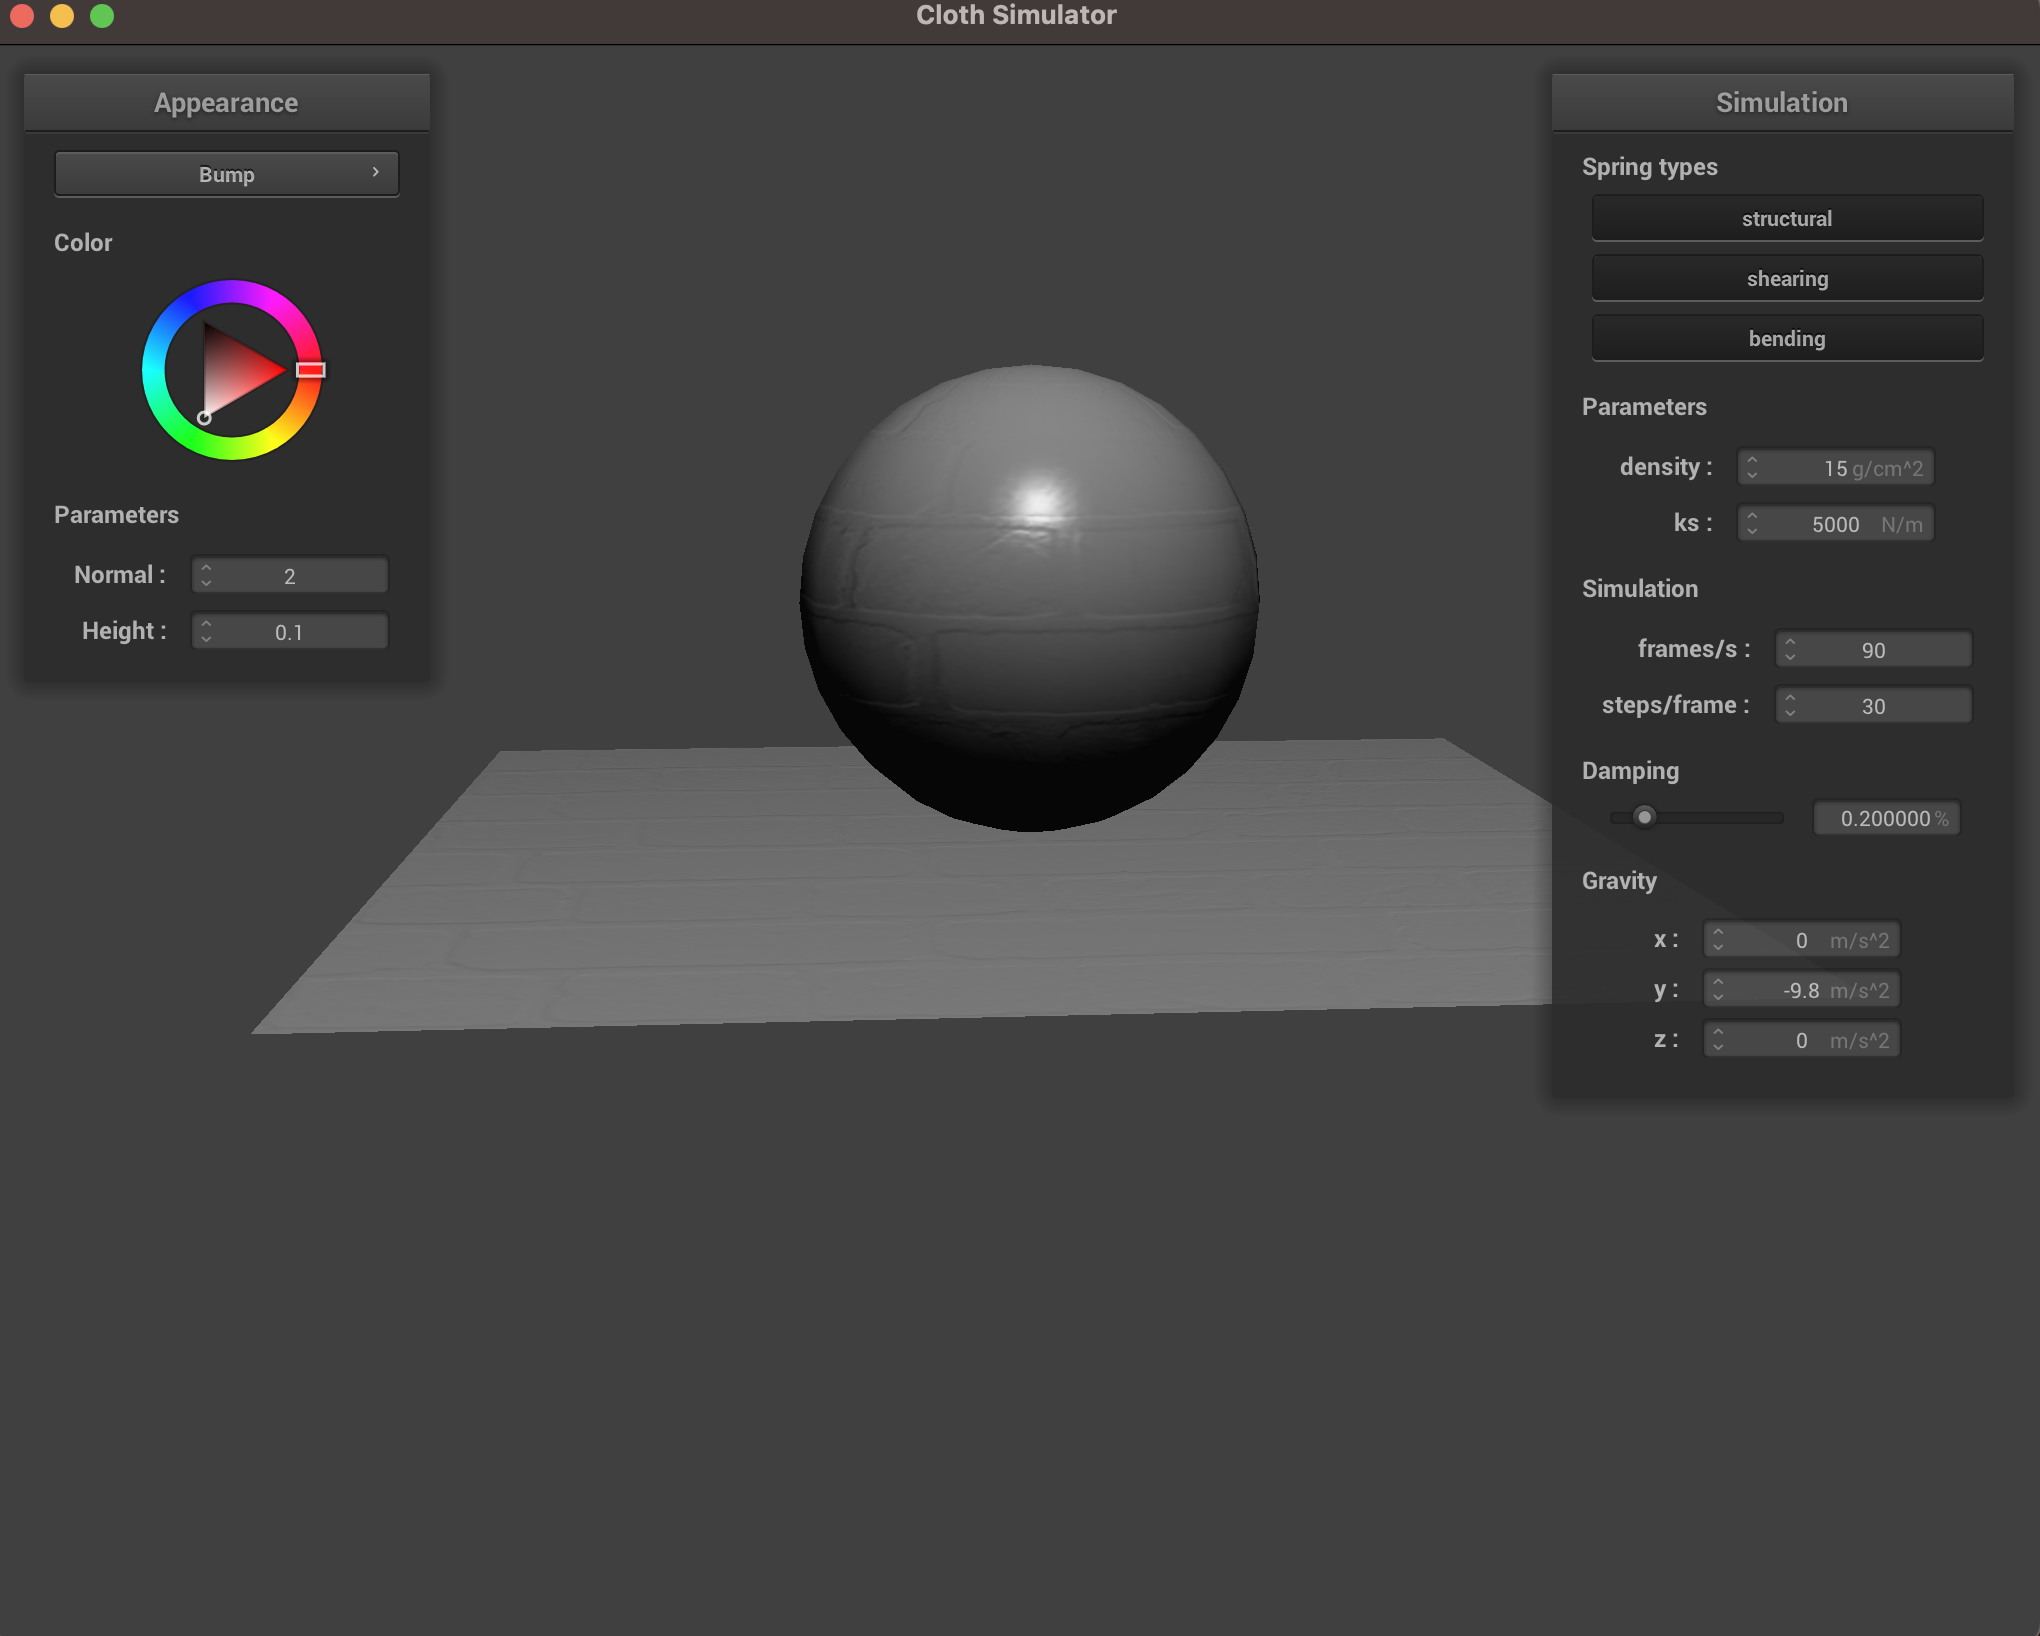 Cloth Simulator
Appearance
Bump
Color
Parameters
Normal : 2
Height : 0.1
Simulation
Spring types
structural
shearing
bending
Parameters
density : 15 g/cm^2
ks : 5000 N/m
Simulation
frames/s : 90
steps/frame : 30
Damping
0.200000 %
Gravity
x : 0 m/s^2
y : -9.8 m/s^2
z : 0 m/s^2